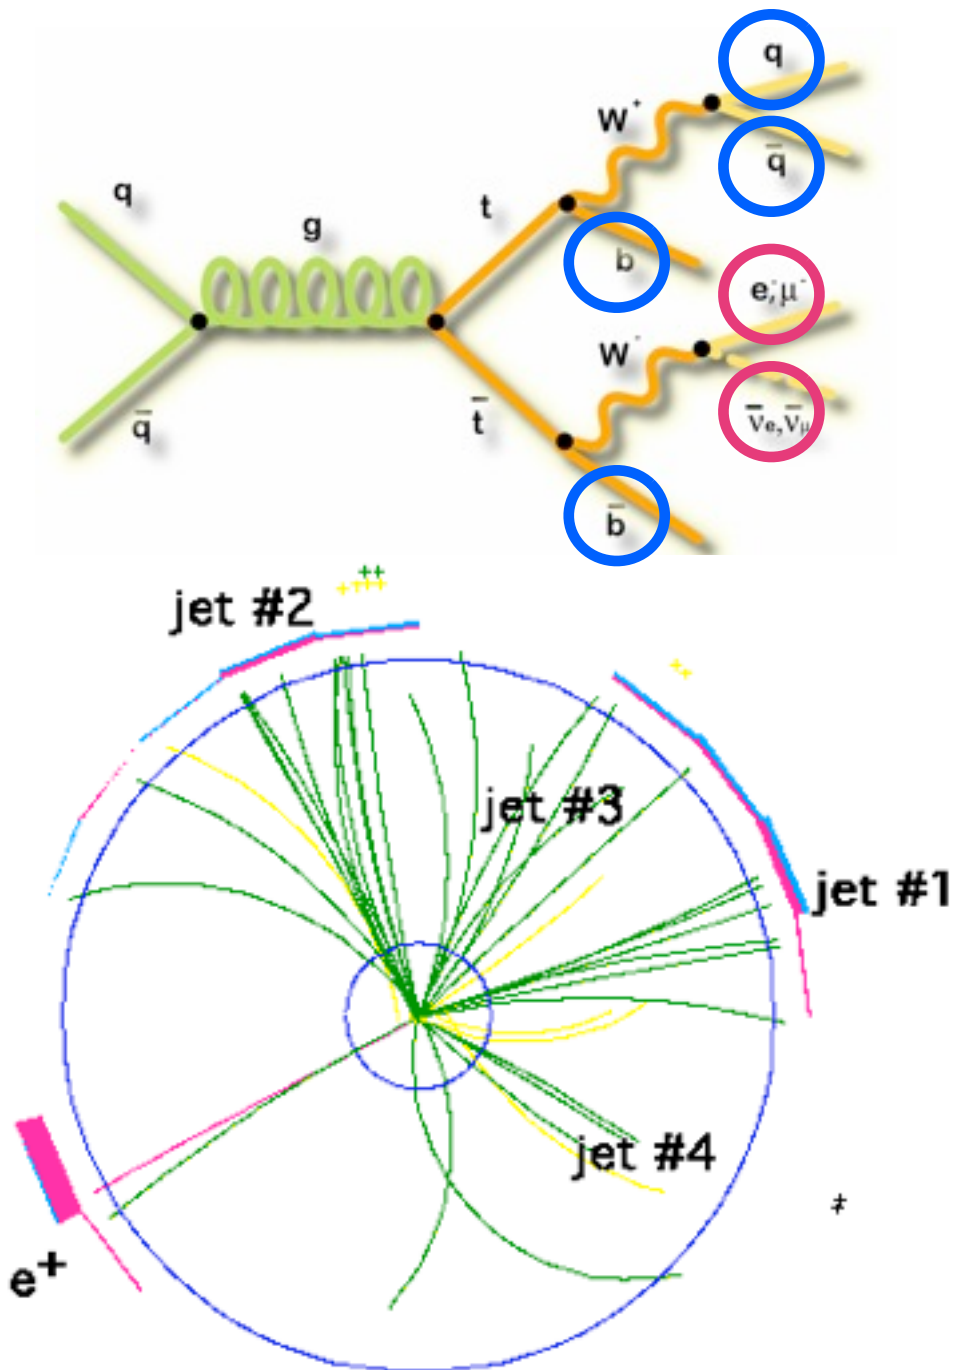 q
q̄
W⁺
q
t
g
b
e⁻,μ⁻
W⁻
q̄
t̄
ν̄e,ν̄μ
b̄
jet #2
jet #3
jet #1
jet #4
e+